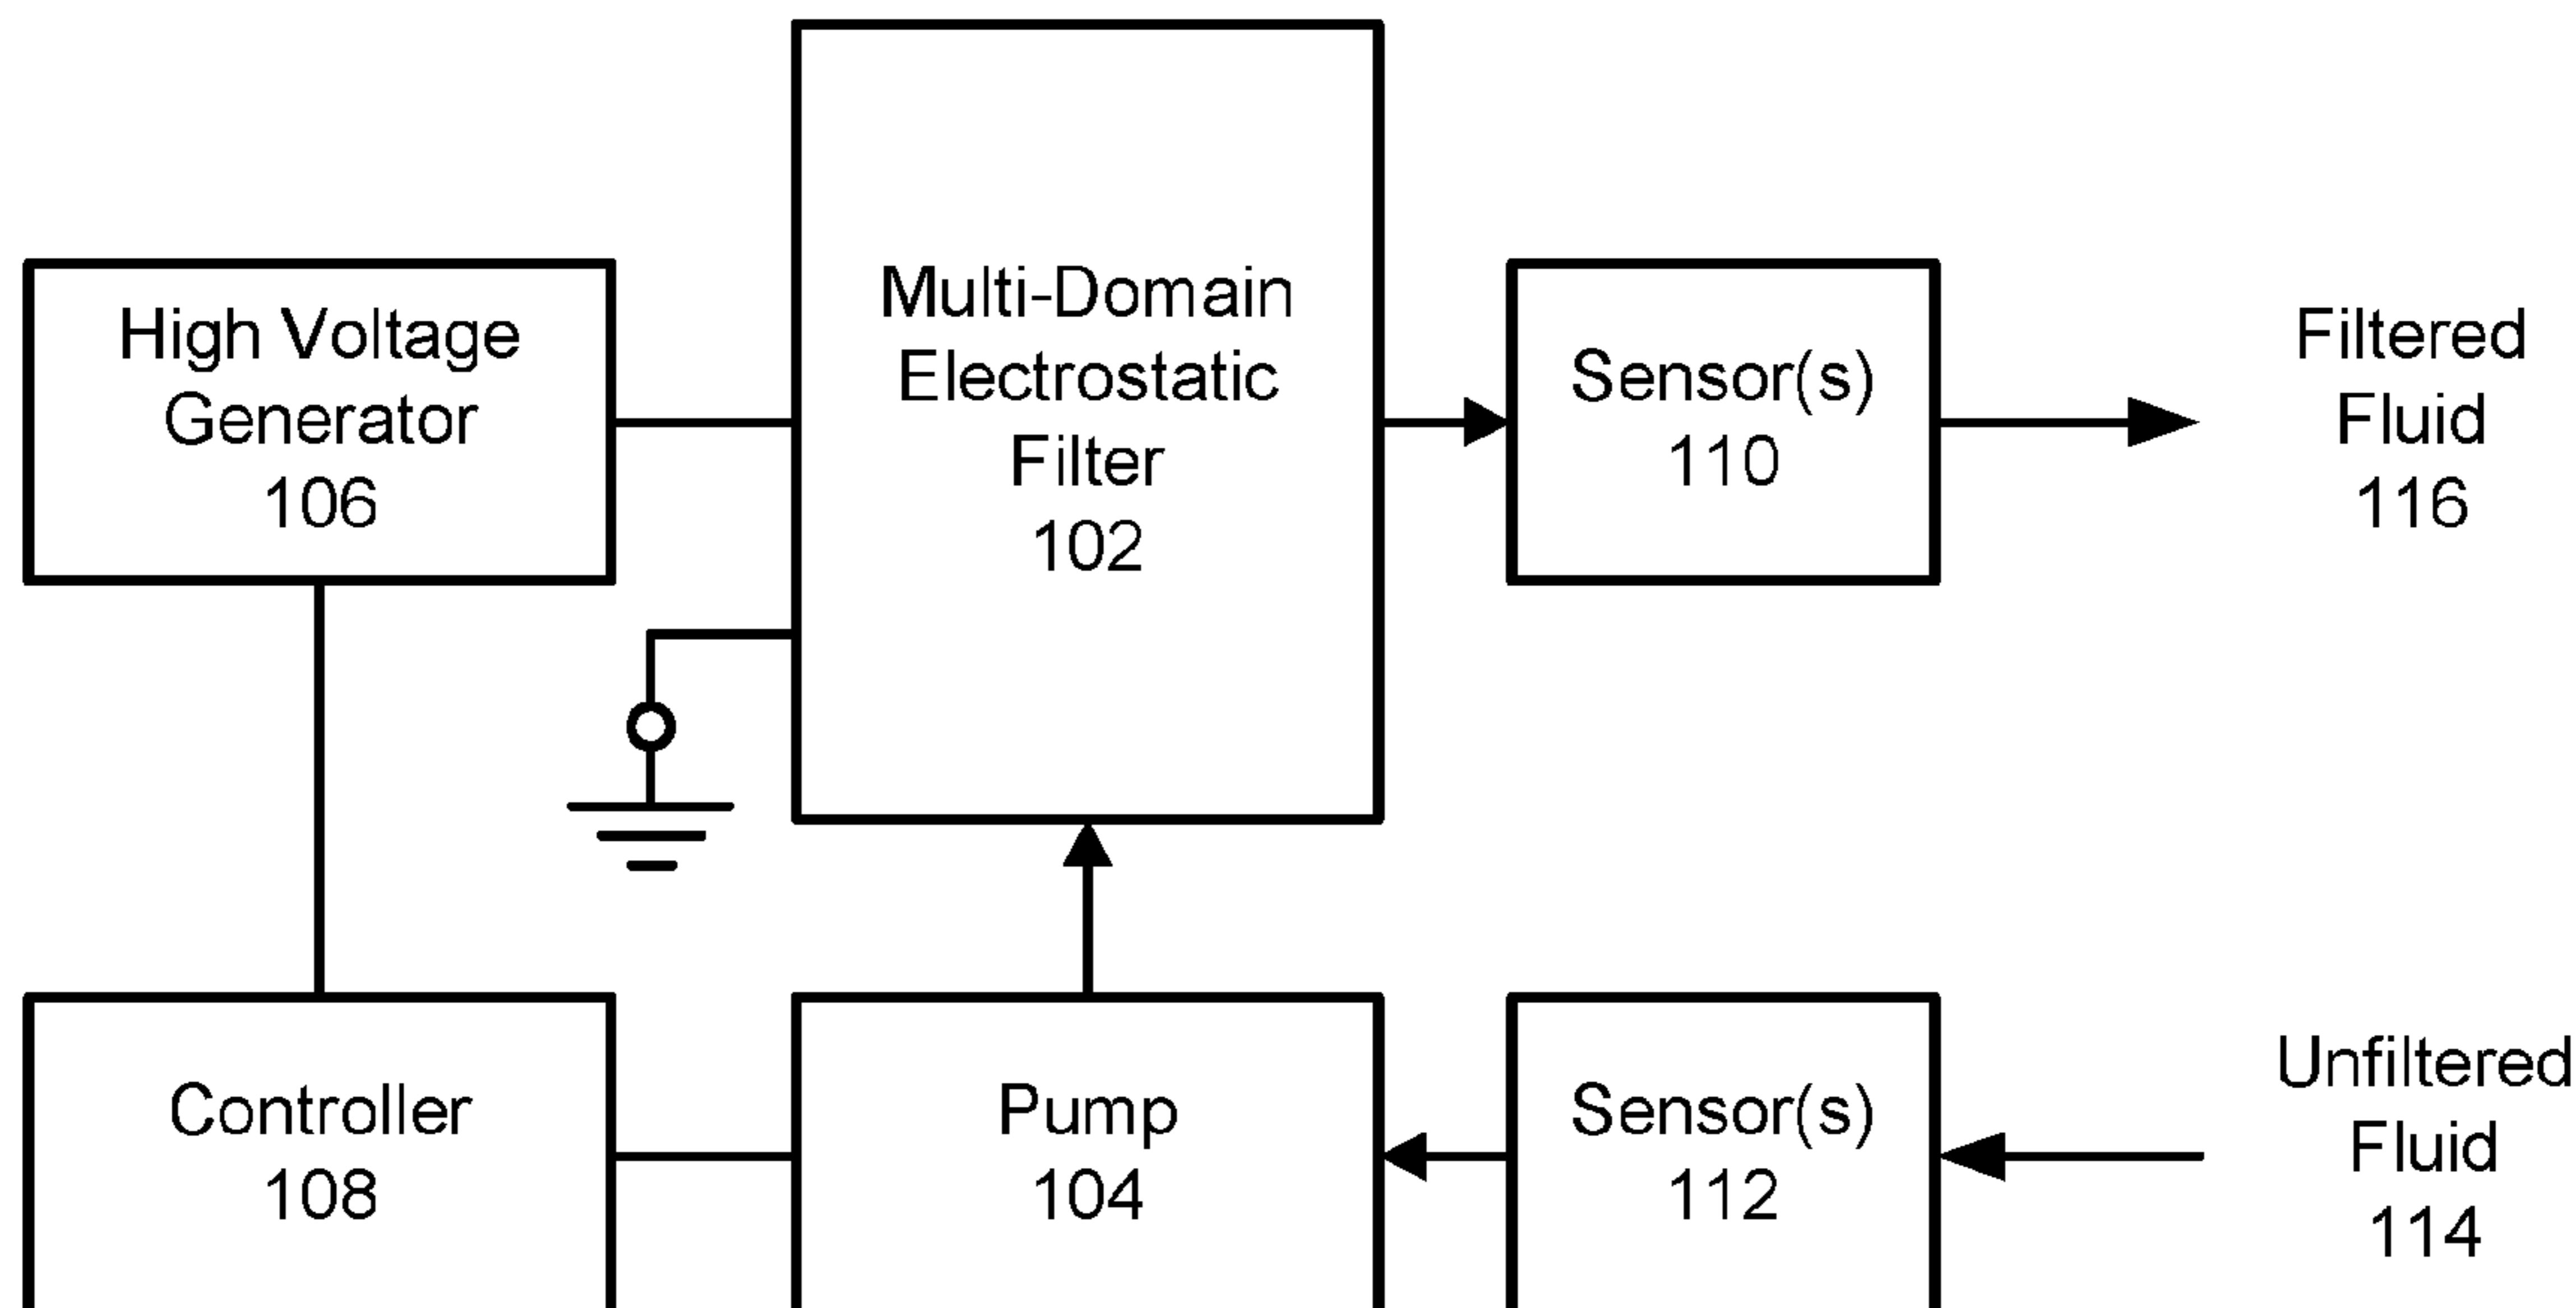 High Voltage
Generator
106
Multi-Domain
Electrostatic
Filter
102
Sensor(s)
110
Filtered
Fluid
116
Controller
108
Pump
104
Sensor(s)
112
Unfiltered
Fluid
114